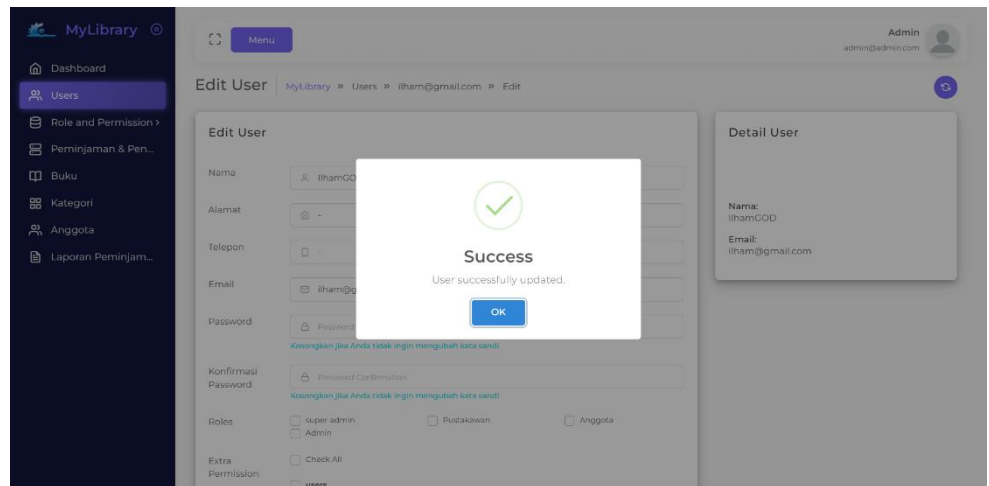 MyLibrary
Menu
Admin
admin@admin.com
Dashboard
Users
Role and Permission >
Peminjaman & Pen...
Buku
Kategori
Anggota
Laporan Peminjam...
Edit User
MyLibrary » Users » ilham@gmail.com » Edit
Edit User
Nama
IlhamGO
Alamat
-
Telepon
-
Email
ilham@g
Password
Password
Kosongkan jika Anda tidak ingin mengubah kata sandi
Konfirmasi
Password
Password Confirmation
Kosongkan jika Anda tidak ingin mengubah kata sandi
Roles
super admin
Pustakawan
Anggota
Admin
Extra
Permission
Check All
users
Success
User successfully updated.
OK
Detail User
Nama:
IlhamGOD
Email:
ilham@gmail.com